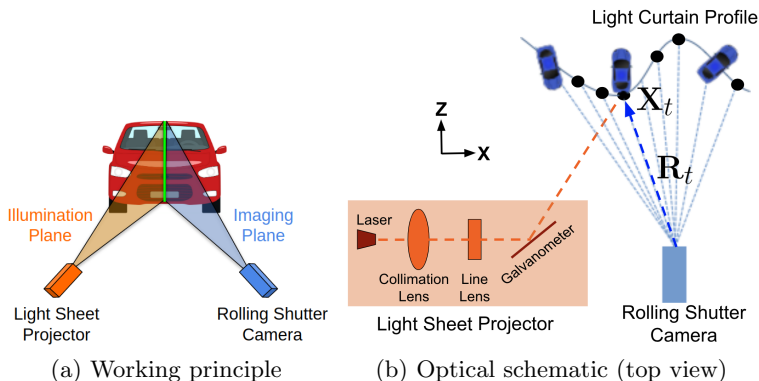 Illumination
Plane
Imaging
Plane
Light Sheet
Projector
Rolling Shutter
Camera
(a) Working principle
Light Curtain Profile
Z
X
X_t
R_t
Laser
Collimation
Lens
Line
Lens
Galvanometer
Light Sheet Projector
Rolling Shutter
Camera
(b) Optical schematic (top view)